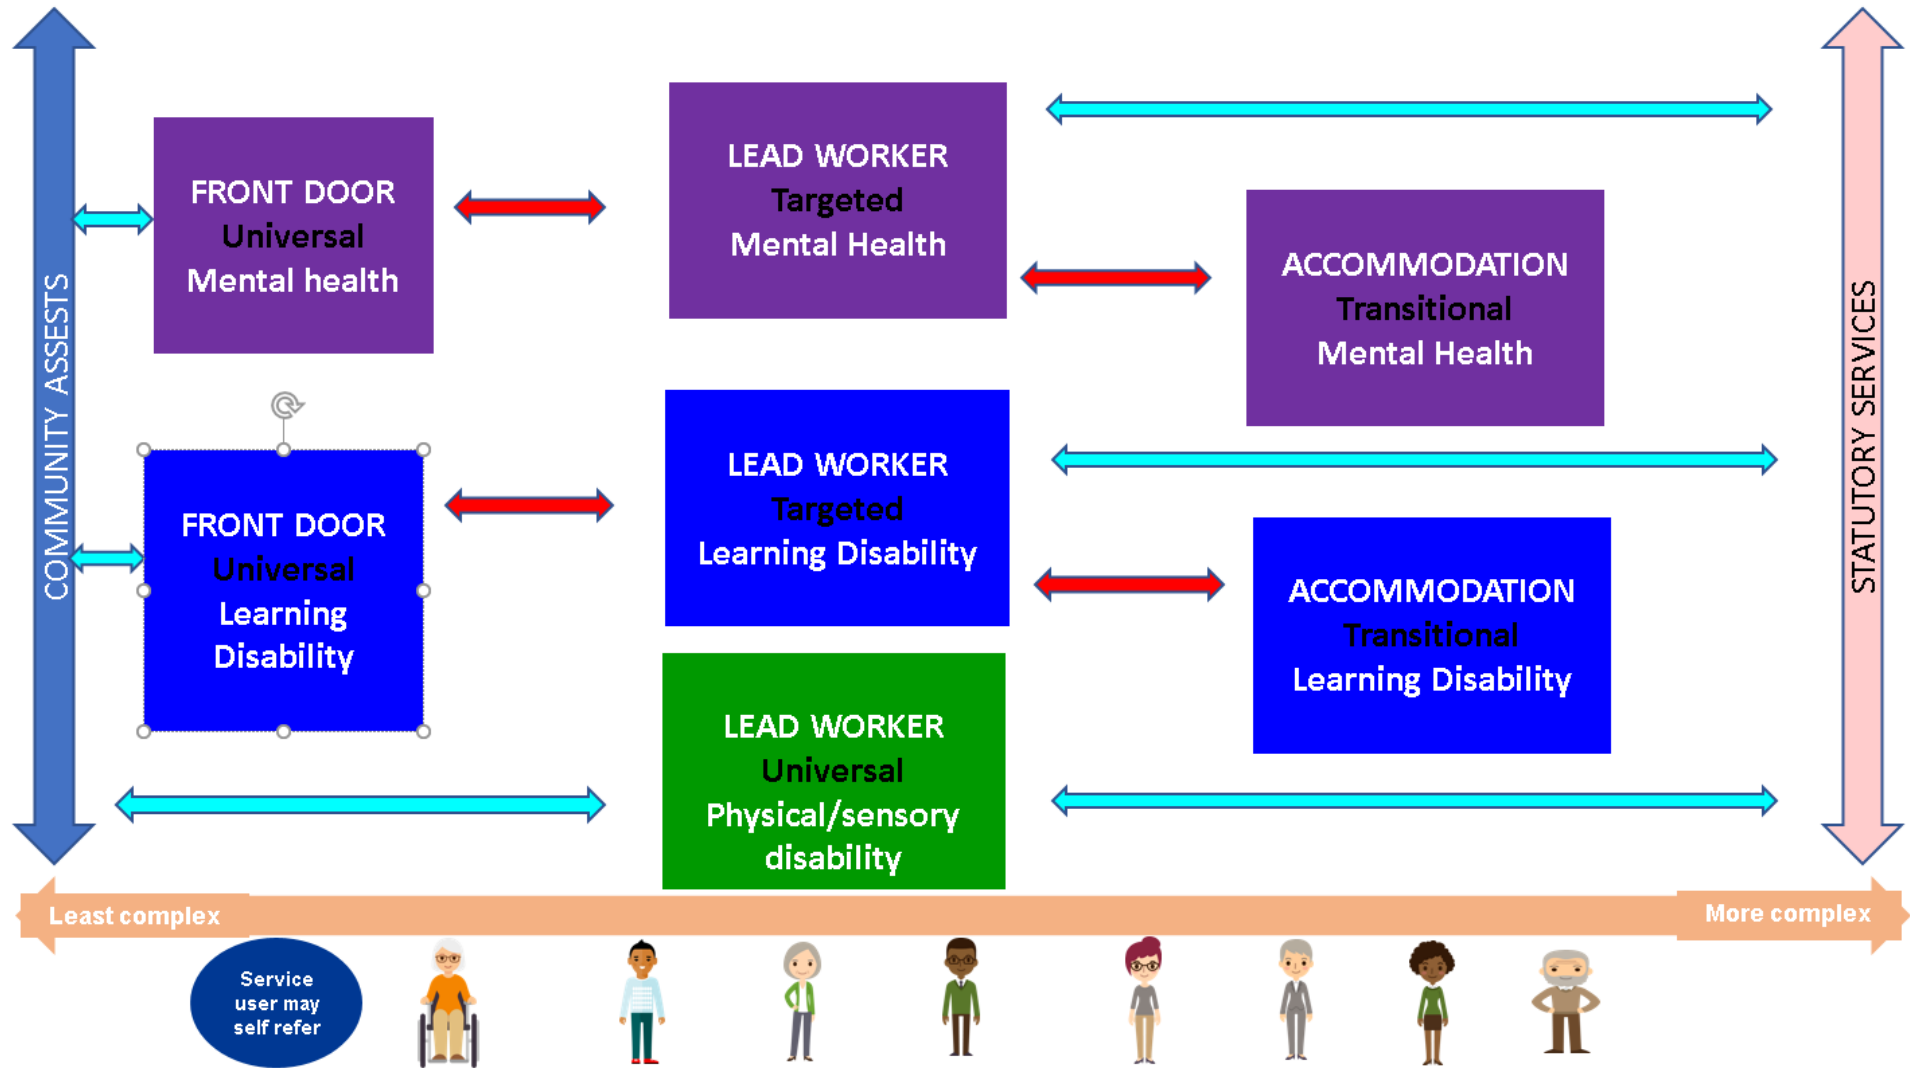 COMMUNITY ASSESTS
FRONT DOOR
Universal
Mental health
LEAD WORKER
Targeted
Mental Health
ACCOMMODATION
Transitional
Mental Health
FRONT DOOR
Universal
Learning
Disability
LEAD WORKER
Targeted
Learning Disability
ACCOMMODATION
Transitional
Learning Disability
LEAD WORKER
Universal
Physical/sensory
disability
STATUTORY SERVICES
Least complex
More complex
Service
user may
self refer